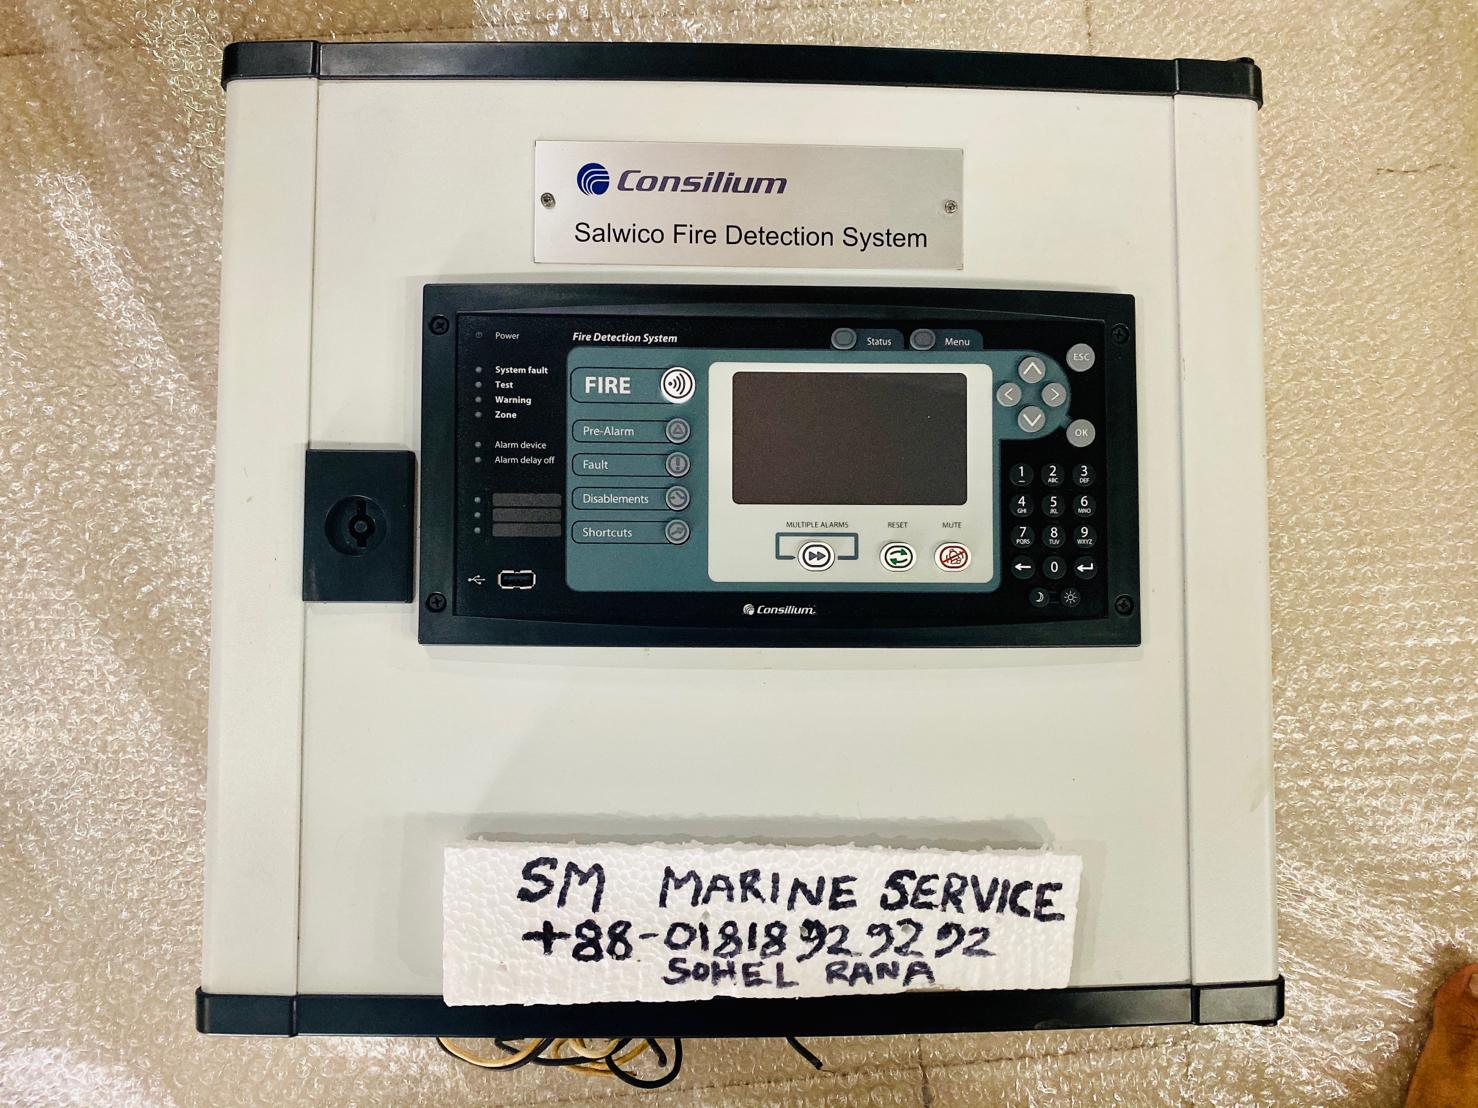 Consilium
Salwico Fire Detection System
Power
Fire Detection System
Status
Menu
ESC
System fault
Test
Warning
Zone
FIRE
Pre-Alarm
Alarm device
Alarm delay off
Fault
Disablements
Shortcuts
OK
1 2 ABC 3 DEF
4 GHI 5 JKL 6 MNO
7 PQRS 8 TUV 9 WXYZ
0
MULTIPLE ALARMS RESET MUTE
Consilium
SM MARINE SERVICE
+88-01818929292
SOHEL RANA